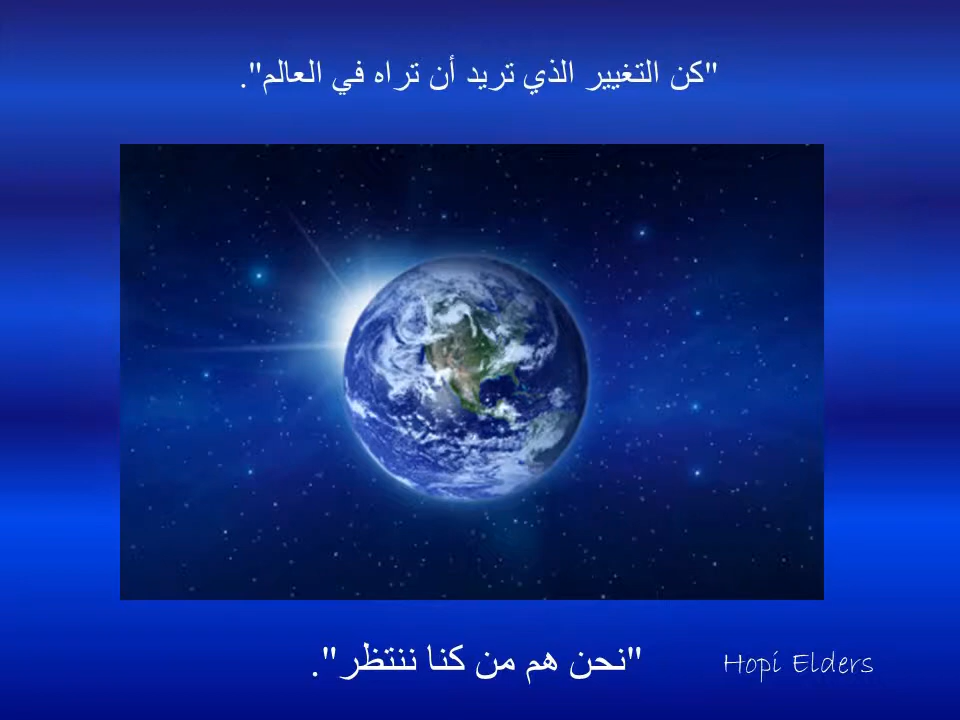 "كن التغيير الذي تريد أن تراه في العالم".
"نحن هم من كنا ننتظر".
Hopi Elders